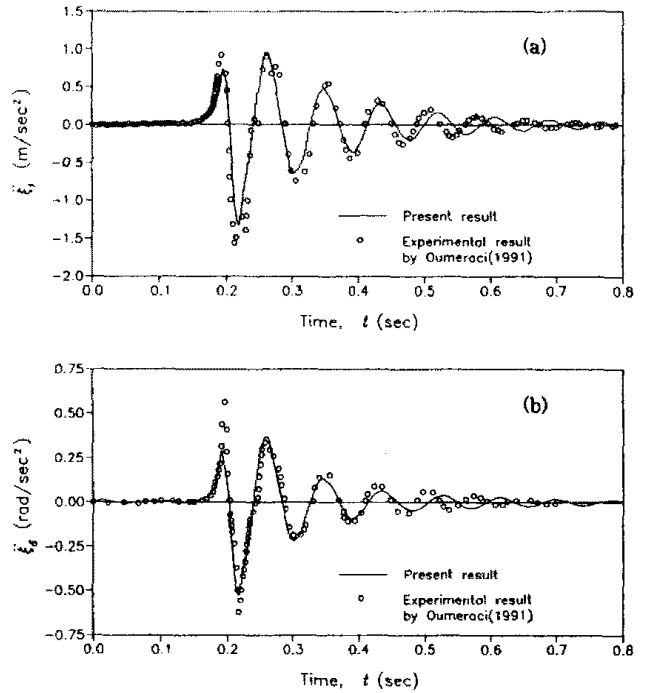 (a)
1.5
1.0
0.5
0.0
−0.5
−1.0
−1.5
−2.0
ξ̈₁ (m/sec²)
Present result
Experimental result
by Oumeraci(1991)
0.0 0.1 0.2 0.3 0.4 0.5 0.6 0.7 0.8
Time, t (sec)
(b)
0.75
0.50
0.25
0.00
−0.25
−0.50
−0.75
ξ̈₆ (rad/sec²)
Present result
Experimental result
by Oumeraci(1991)
0.0 0.1 0.2 0.3 0.4 0.5 0.6 0.7 0.8
Time, t (sec)